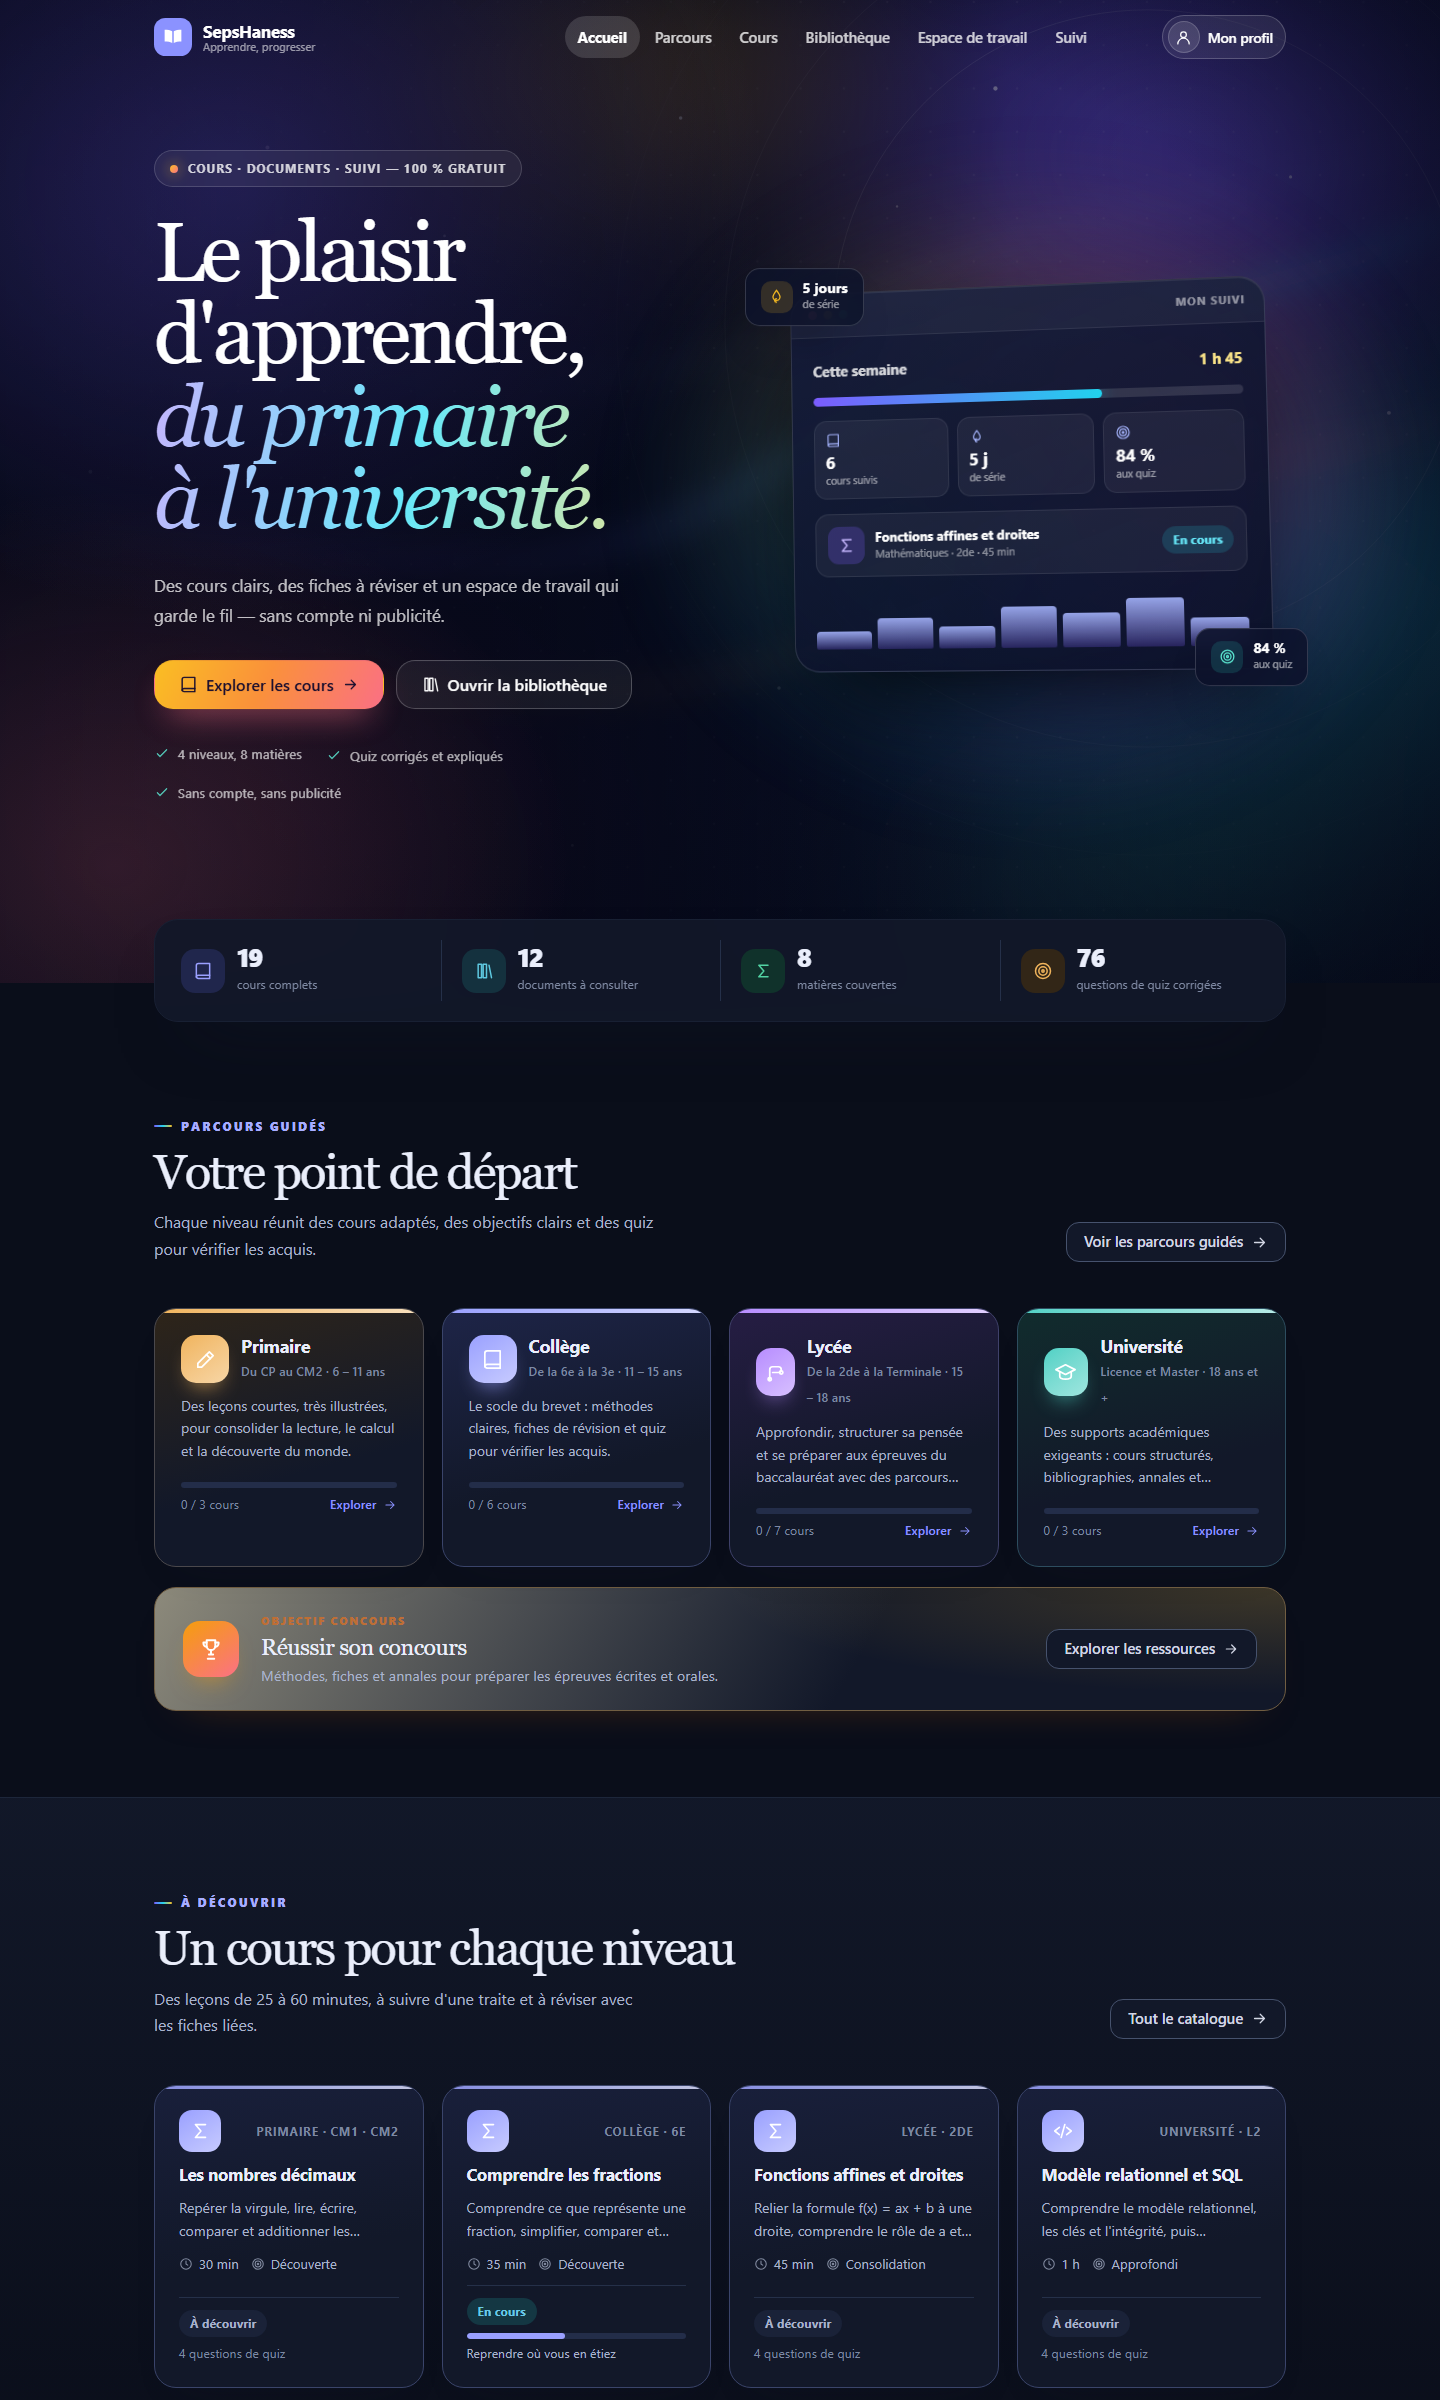 SepsHaness
Apprendre, progresser
Accueil
Parcours
Cours
Bibliothèque
Espace de travail
Suivi
Mon profil
COURS · DOCUMENTS · SUIVI — 100 % GRATUIT
Le plaisir
d'apprendre,
du primaire
à l'université.
Des cours clairs, des fiches à réviser et un espace de travail qui
garde le fil — sans compte ni publicité.
Explorer les cours
Ouvrir la bibliothèque
4 niveaux, 8 matières
Quiz corrigés et expliqués
Sans compte, sans publicité
5 jours
de série
MON SUIVI
Cette semaine
1 h 45
6
cours suivis
5 j
de série
84 %
aux quiz
Fonctions affines et droites
Mathématiques · 2de · 45 min
En cours
84 %
aux quiz
19
cours complets
12
documents à consulter
8
matières couvertes
76
questions de quiz corrigées
PARCOURS GUIDÉS
Votre point de départ
Chaque niveau réunit des cours adaptés, des objectifs clairs et des quiz
pour vérifier les acquis.
Voir les parcours guidés
Primaire
Du CP au CM2 · 6 – 11 ans
Des leçons courtes, très illustrées,
pour consolider la lecture, le calcul
et la découverte du monde.
0 / 3 cours
Explorer
Collège
De la 6e à la 3e · 11 – 15 ans
Le socle du brevet : méthodes
claires, fiches de révision et quiz
pour vérifier les acquis.
0 / 6 cours
Explorer
Lycée
De la 2de à la Terminale · 15
– 18 ans
Approfondir, structurer sa pensée
et se préparer aux épreuves du
baccalauréat avec des parcours...
0 / 7 cours
Explorer
Université
Licence et Master · 18 ans et
+
Des supports académiques
exigeants : cours structurés,
bibliographies, annales et...
0 / 3 cours
Explorer
OBJECTIF CONCOURS
Réussir son concours
Méthodes, fiches et annales pour préparer les épreuves écrites et orales.
Explorer les ressources
À DÉCOUVRIR
Un cours pour chaque niveau
Des leçons de 25 à 60 minutes, à suivre d'une traite et à réviser avec
les fiches liées.
Tout le catalogue
PRIMAIRE · CM1 · CM2
Les nombres décimaux
Repérer la virgule, lire, écrire,
comparer et additionner les...
30 min
Découverte
À découvrir
4 questions de quiz
COLLÈGE · 6E
Comprendre les fractions
Comprendre ce que représente une
fraction, simplifier, comparer et...
35 min
Découverte
En cours
Reprendre où vous en étiez
LYCÉE · 2DE
Fonctions affines et droites
Relier la formule f(x) = ax + b à une
droite, comprendre le rôle de a et...
45 min
Consolidation
À découvrir
4 questions de quiz
UNIVERSITÉ · L2
Modèle relationnel et SQL
Comprendre le modèle relationnel,
les clés et l'intégrité, puis...
1 h
Approfondi
À découvrir
4 questions de quiz